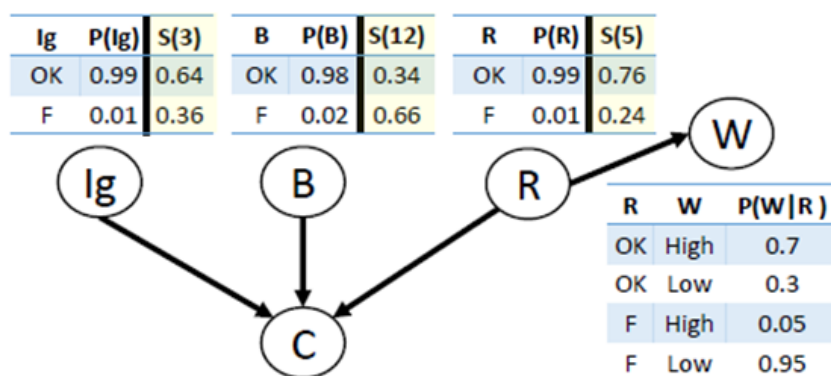 Ig P(Ig) S(3)
OK 0.99 0.64
F 0.01 0.36
B P(B) S(12)
OK 0.98 0.34
F 0.02 0.66
R P(R) S(5)
OK 0.99 0.76
F 0.01 0.24
Ig
B
R
W
C
R W P(W|R )
OK High 0.7
OK Low 0.3
F High 0.05
F Low 0.95